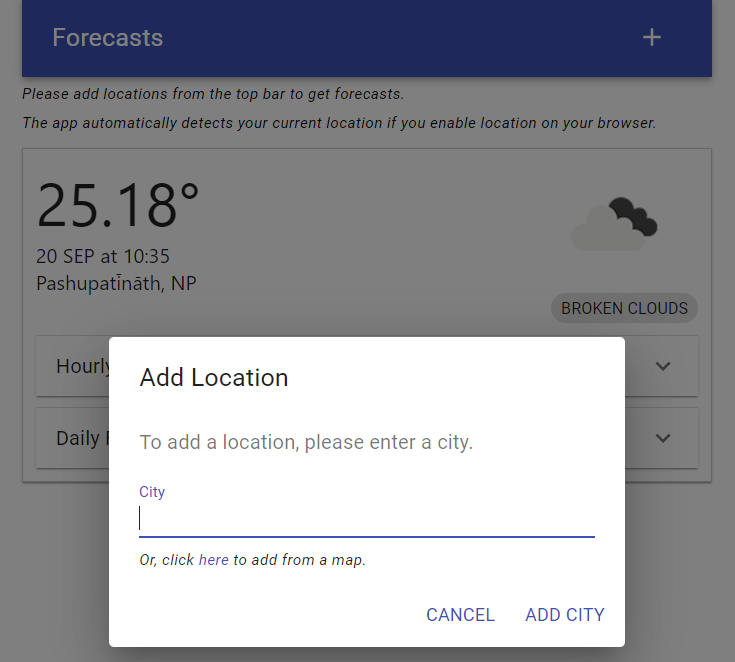 Forecasts +
Please add locations from the top bar to get forecasts.
The app automatically detects your current location if you enable location on your browser.
25.18°
20 SEP at 10:35
Pashupatīnāth, NP
BROKEN CLOUDS
Hourly
Daily
Add Location
To add a location, please enter a city.
City
Or, click here to add from a map.
CANCEL ADD CITY